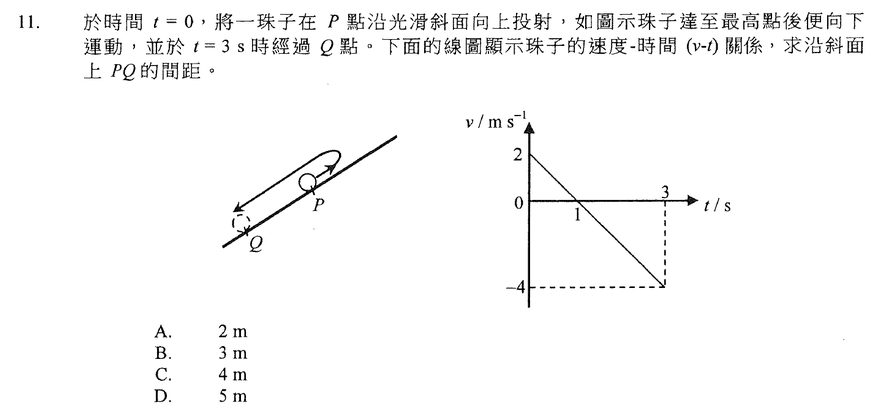 11. 於時間 t = 0，將一珠子在 P 點沿光滑斜面向上投射，如圖示珠子達至最高點後便向下
運動，並於 t = 3 s 時經過 Q 點。下面的線圖顯示珠子的速度-時間 (v-t) 關係，求沿斜面
上 PQ 的間距。
P
Q
v / m s⁻¹
2
0
1
3
t / s
−4
A. 2 m
B. 3 m
C. 4 m
D. 5 m